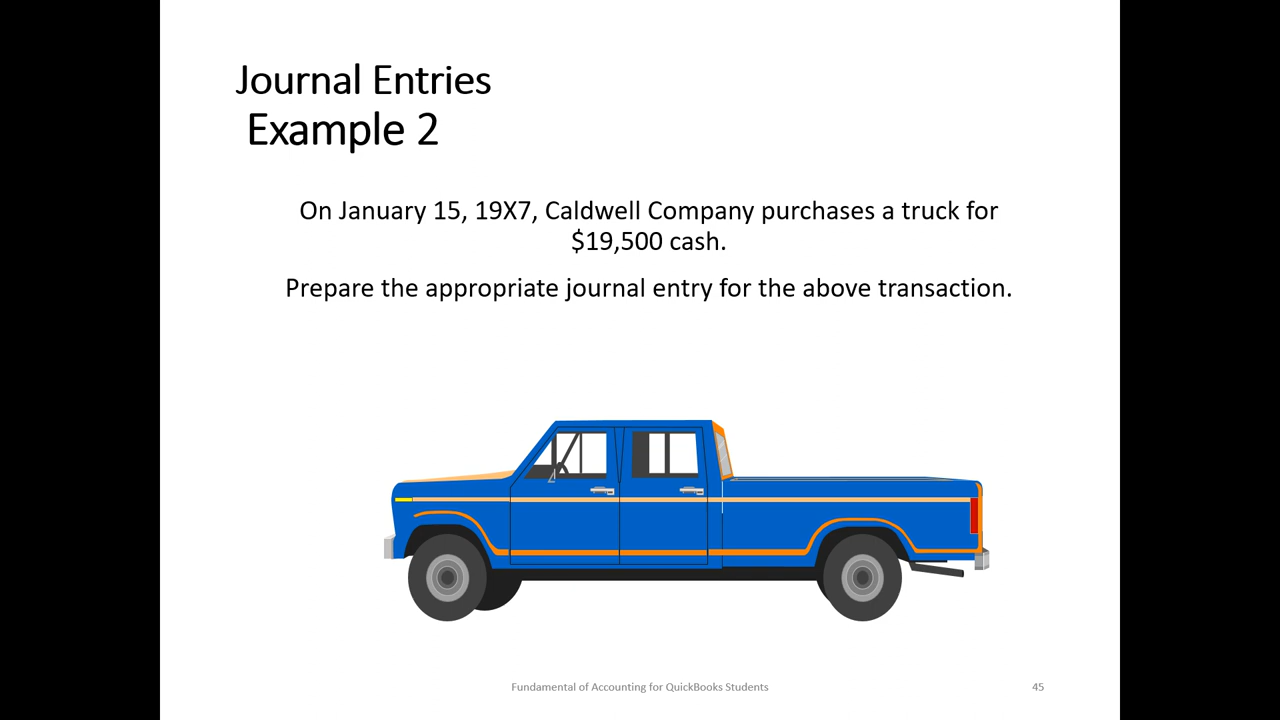 Journal Entries
Example 2
On January 15, 19X7, Caldwell Company purchases a truck for
$19,500 cash.
Prepare the appropriate journal entry for the above transaction.
Fundamental of Accounting for QuickBooks Students
45